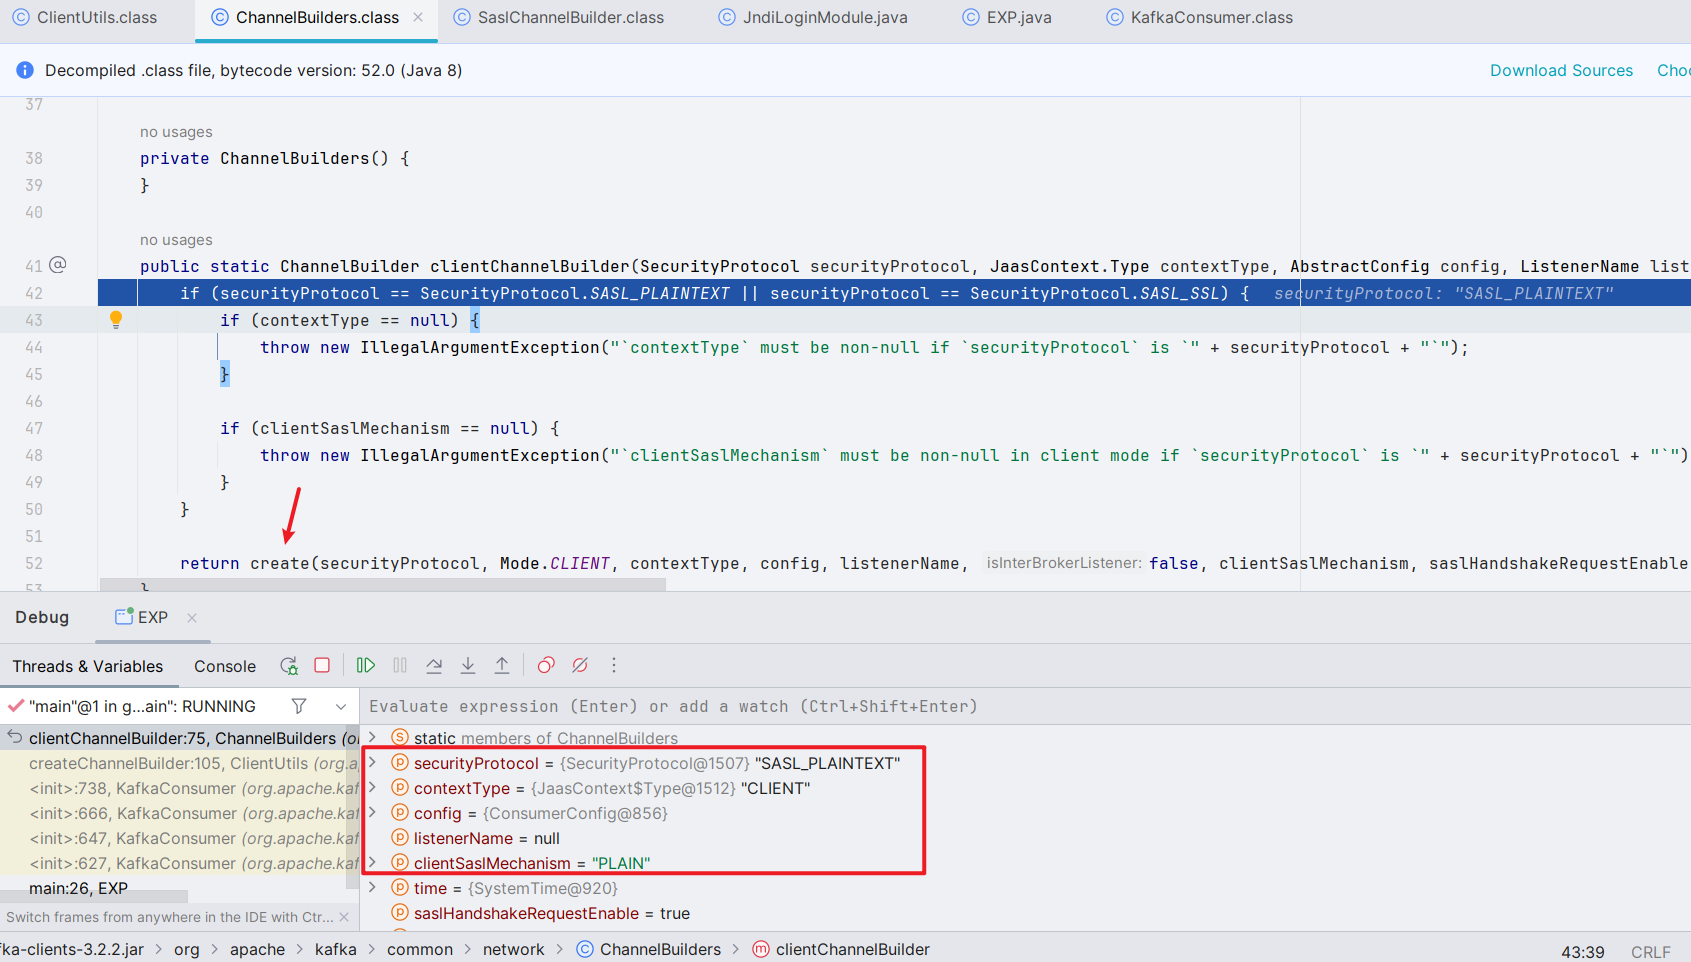 ClientUtils.class ChannelBuilders.class SaslChannelBuilder.class JndiLoginModule.java EXP.java KafkaConsumer.class
Decompiled .class file, bytecode version: 52.0 (Java 8) Download Sources Choo
37
no usages
38 private ChannelBuilders() {
39 }
40
no usages
41 @ public static ChannelBuilder clientChannelBuilder(SecurityProtocol securityProtocol, JaasContext.Type contextType, AbstractConfig config, ListenerName list
42 if (securityProtocol == SecurityProtocol.SASL_PLAINTEXT || securityProtocol == SecurityProtocol.SASL_SSL) { securityProtocol: "SASL_PLAINTEXT"
43 if (contextType == null) {
44 throw new IllegalArgumentException("`contextType` must be non-null if `securityProtocol` is `" + securityProtocol + "`");
45 }
46
47 if (clientSaslMechanism == null) {
48 throw new IllegalArgumentException("`clientSaslMechanism` must be non-null in client mode if `securityProtocol` is `" + securityProtocol + "`")
49 }
50 }
51
52 return create(securityProtocol, Mode.CLIENT, contextType, config, listenerName, isInterBrokerListener: false, clientSaslMechanism, saslHandshakeRequestEnable
53 }
Debug EXP
Threads & Variables Console
"main"@1 in g...ain": RUNNING Evaluate expression (Enter) or add a watch (Ctrl+Shift+Enter)
clientChannelBuilder:75, ChannelBuilders (or static members of ChannelBuilders
createChannelBuilder:105, ClientUtils (org.a securityProtocol = {SecurityProtocol@1507} "SASL_PLAINTEXT"
<init>:738, KafkaConsumer (org.apache.kaf contextType = {JaasContext$Type@1512} "CLIENT"
<init>:666, KafkaConsumer (org.apache.kaf config = {ConsumerConfig@856}
<init>:647, KafkaConsumer (org.apache.kaf listenerName = null
<init>:627, KafkaConsumer (org.apache.kaf clientSaslMechanism = "PLAIN"
main:26, EXP time = {SystemTime@920}
Switch frames from anywhere in the IDE with Ctr... saslHandshakeRequestEnable = true
fka-clients-3.2.2.jar > org > apache > kafka > common > network > ChannelBuilders > clientChannelBuilder 43:39 CRLF